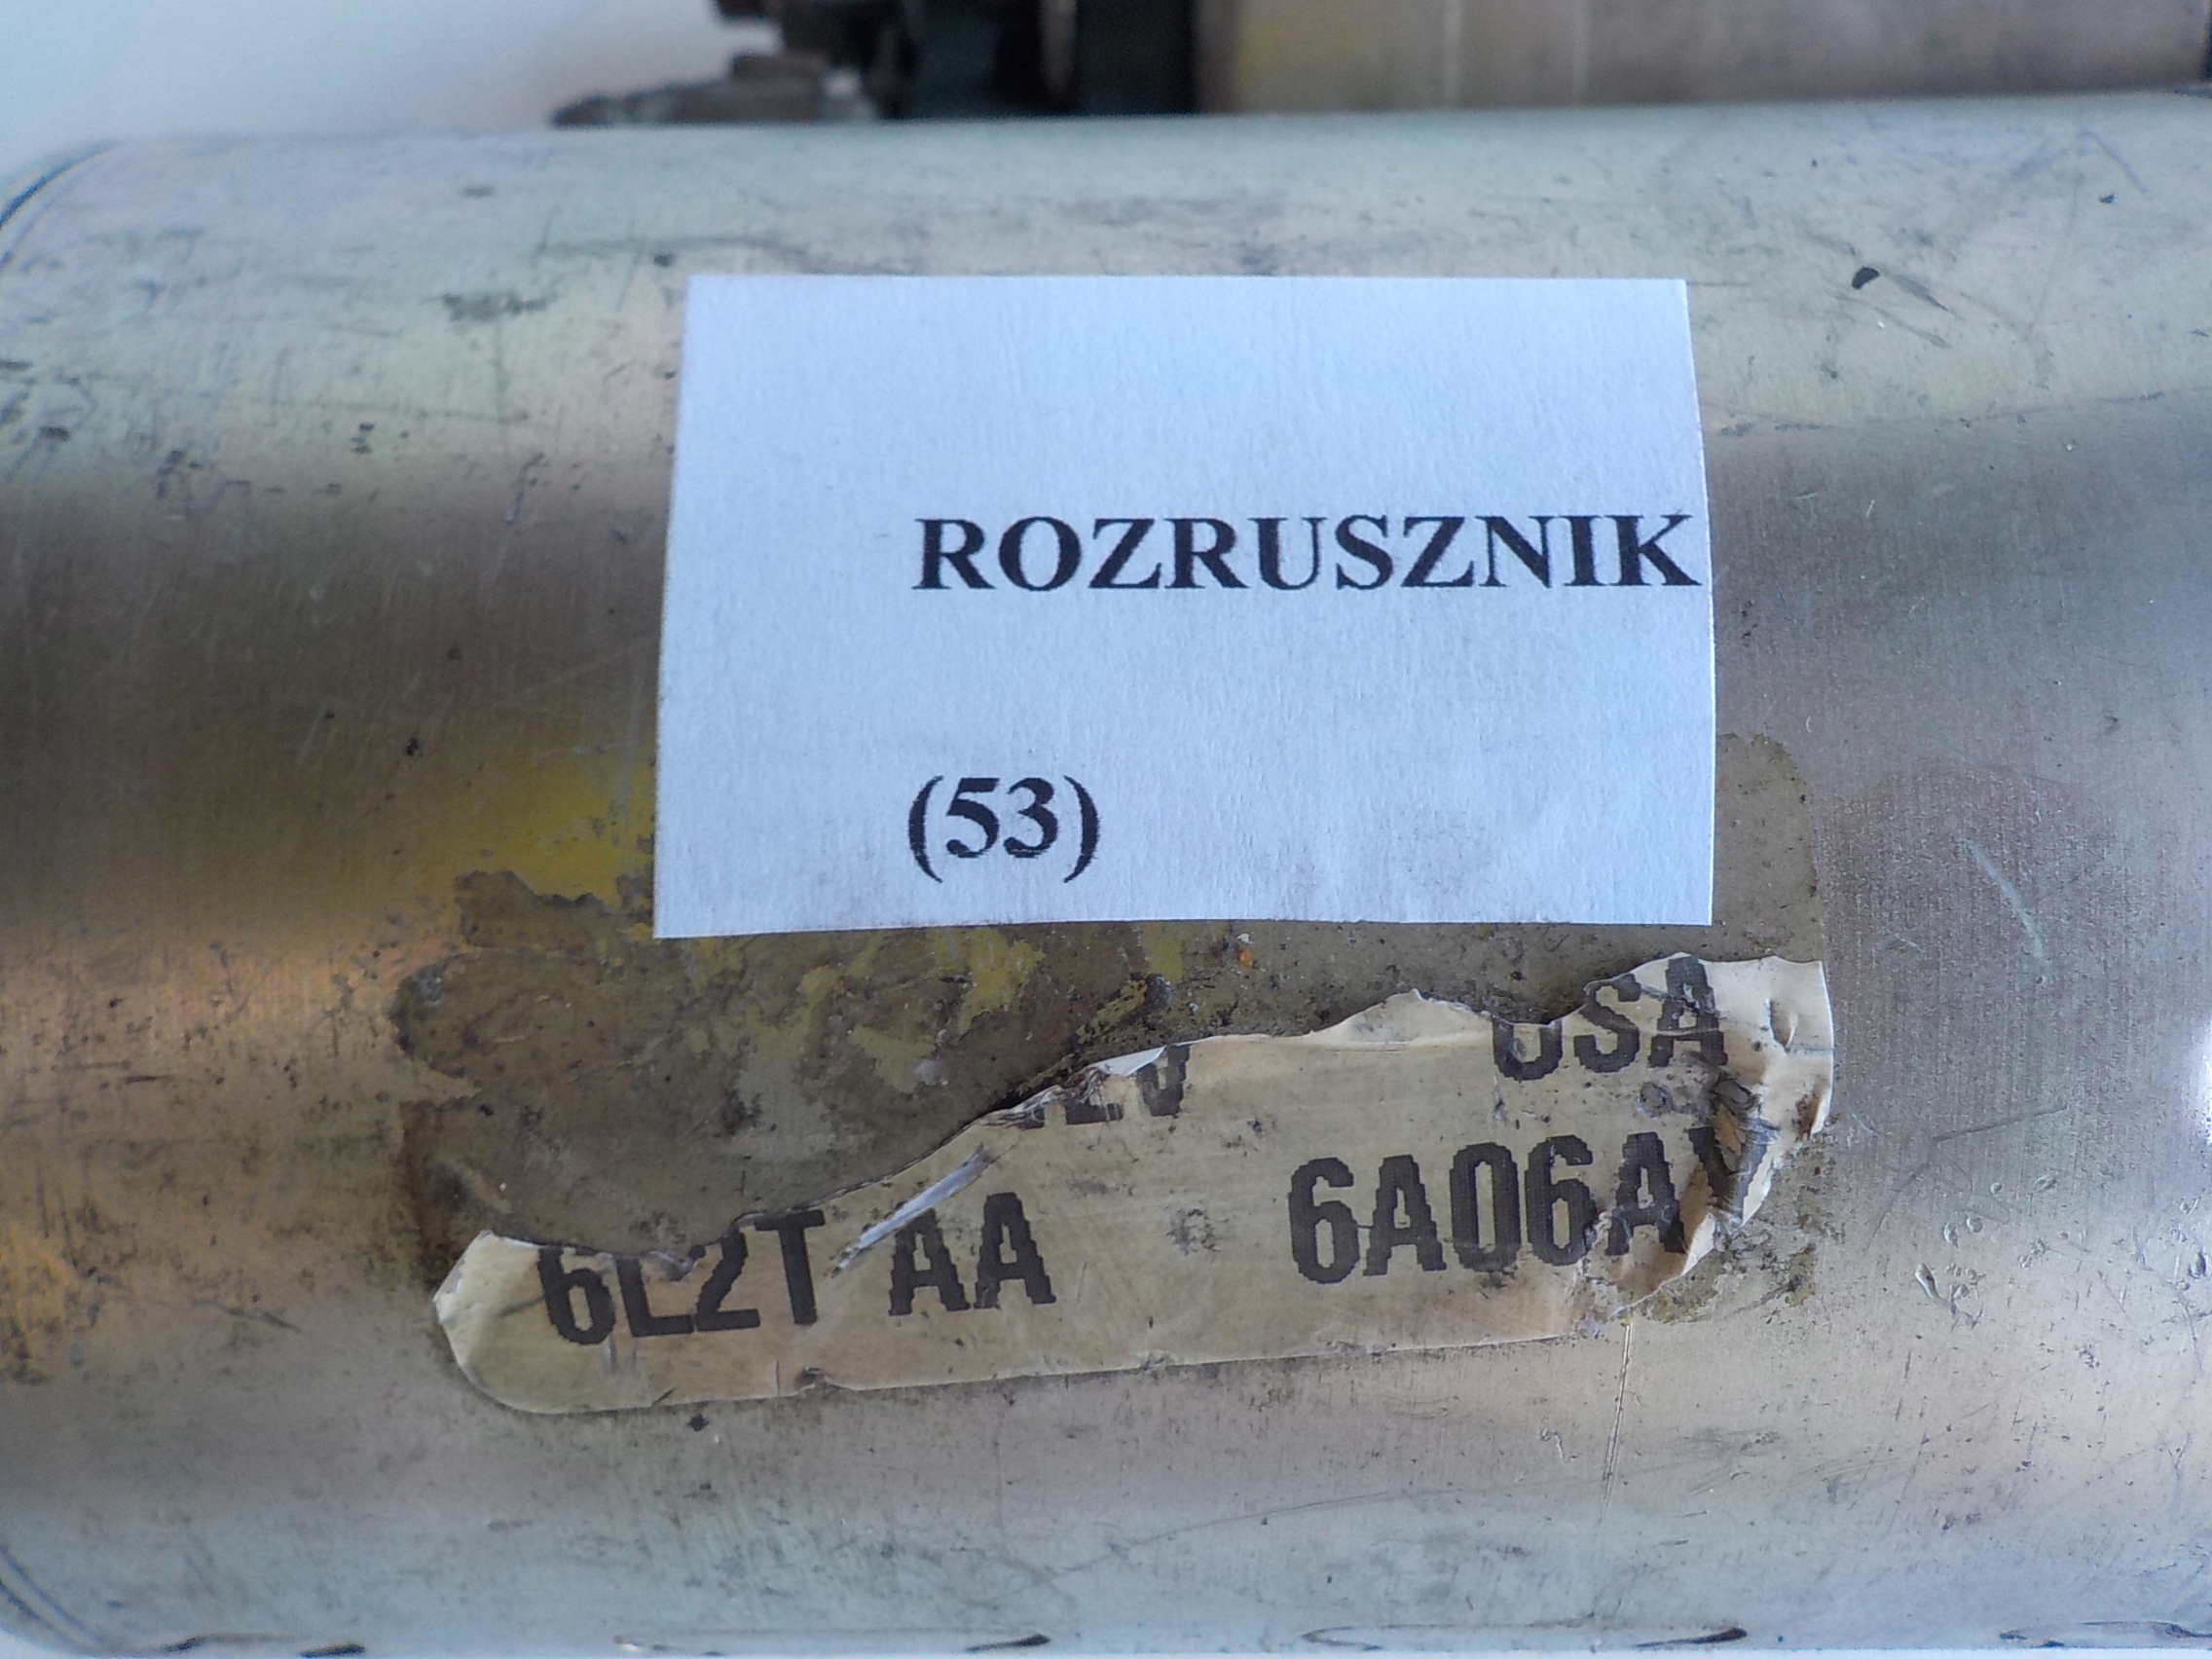 ROZRUSZNIK
(53)
USA
6L2T AA 6A06A